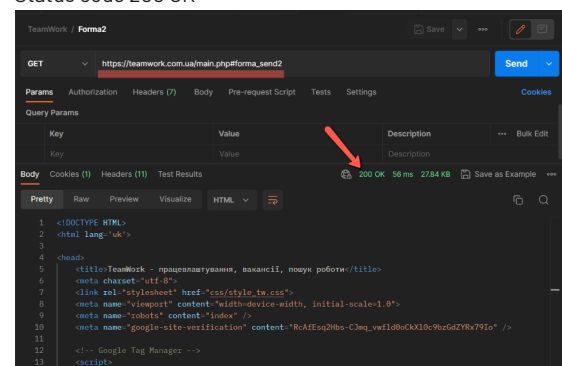 TeamWork / Forma2
Save
GET https://teamwork.com.ua/main.php#forma_send2 Send
Params Authorization Headers (7) Body Pre-request Script Tests Settings Cookies
Query Params
Key Value Description Bulk Edit
Key Value Description
Body Cookies (1) Headers (11) Test Results 200 OK 56 ms 27.84 KB Save as Example
Pretty Raw Preview Visualize HTML
1 <!DOCTYPE HTML>
2 <html lang='uk'>
3
4 <head>
5 <title>TeamWork - працевлаштування, вакансії, пошук роботи</title>
6 <meta charset="utf-8">
7 <link rel="stylesheet" href="css/style_tw.css">
8 <meta name="viewport" content="width=device-width, initial-scale=1.0">
9 <meta name="robots" content="index" />
10 <meta name="google-site-verification" content="RcAfEsq2Hbs-CJmq_vwfld0oCkXl0c9bzGdZYRx79Io" />
11
12 <!-- Google Tag Manager -->
13 <script>